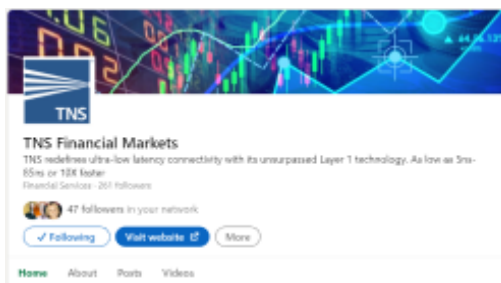 TNS
TNS Financial Markets
TNS redefines ultra-low latency connectivity with its unsurpassed Layer 1 technology. As low as 5ns-
85ns or 10X faster
Financial Services · 261 followers
47 followers in your network
✓ Following Visit website More
Home About Posts Videos